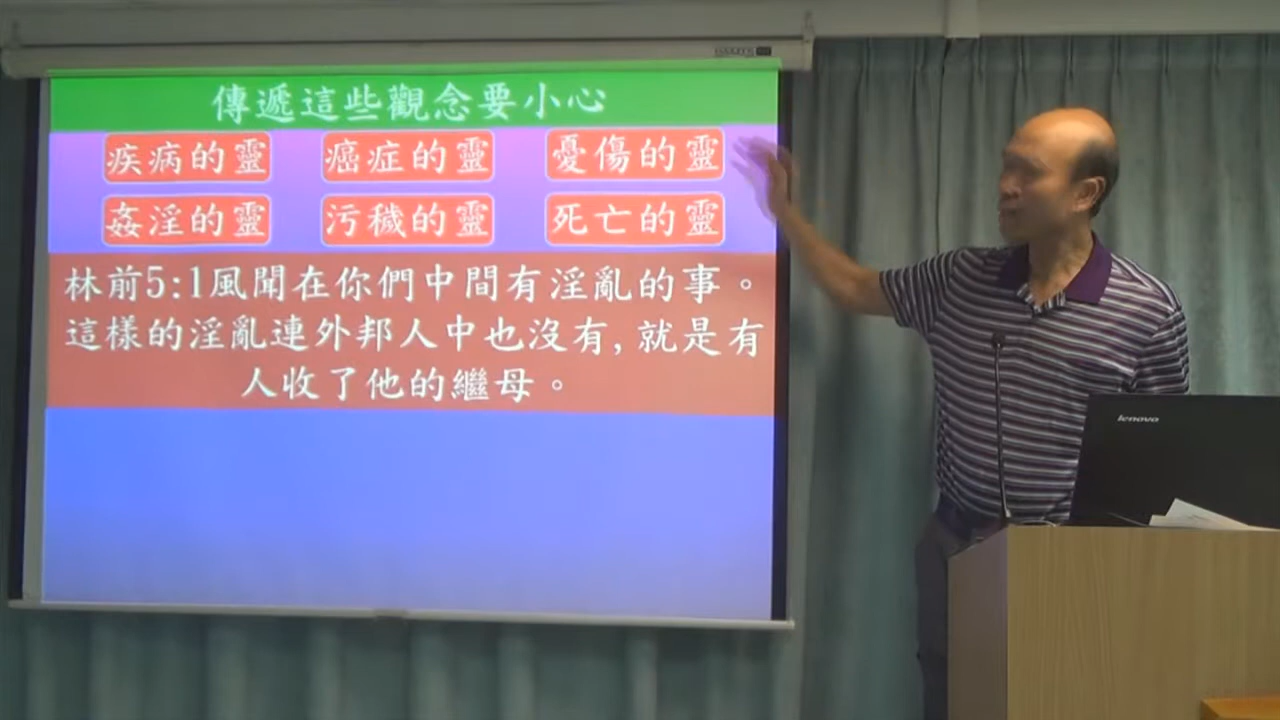 傳遞這些觀念要小心
疾病的靈 癌症的靈 憂傷的靈
姦淫的靈 污穢的靈 死亡的靈
林前5:1風聞在你們中間有淫亂的事。
這樣的淫亂連外邦人中也沒有,就是有
人收了他的繼母。
lenovo